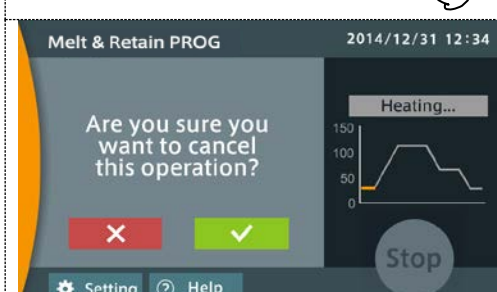 Melt & Retain PROG
2014/12/31 12:34
Are you sure you
want to cancel
this operation?
Heating...
150
100
50
0
Stop
Setting
Help